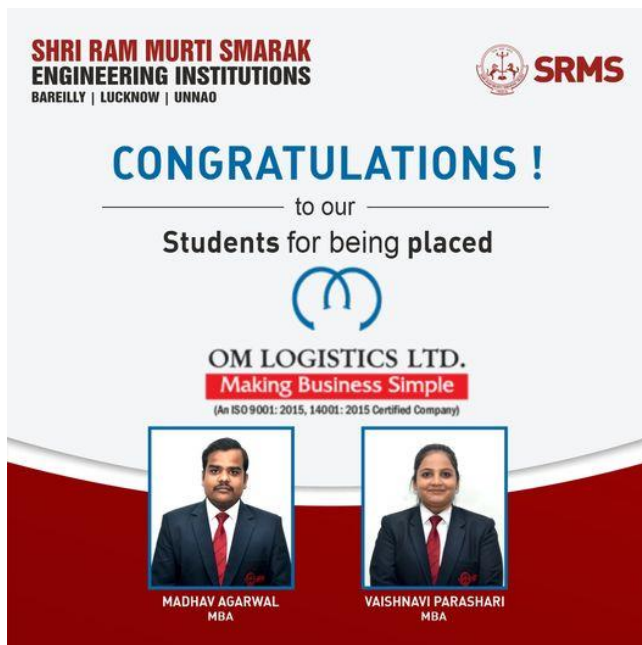 SHRI RAM MURTI SMARAK
ENGINEERING INSTITUTIONS
BAREILLY | LUCKNOW | UNNAO
SRMS
CONGRATULATIONS !
to our
Students for being placed
OM LOGISTICS LTD.
Making Business Simple
(An ISO 9001: 2015, 14001: 2015 Certified Company)
MADHAV AGARWAL
MBA
VAISHNAVI PARASHARI
MBA